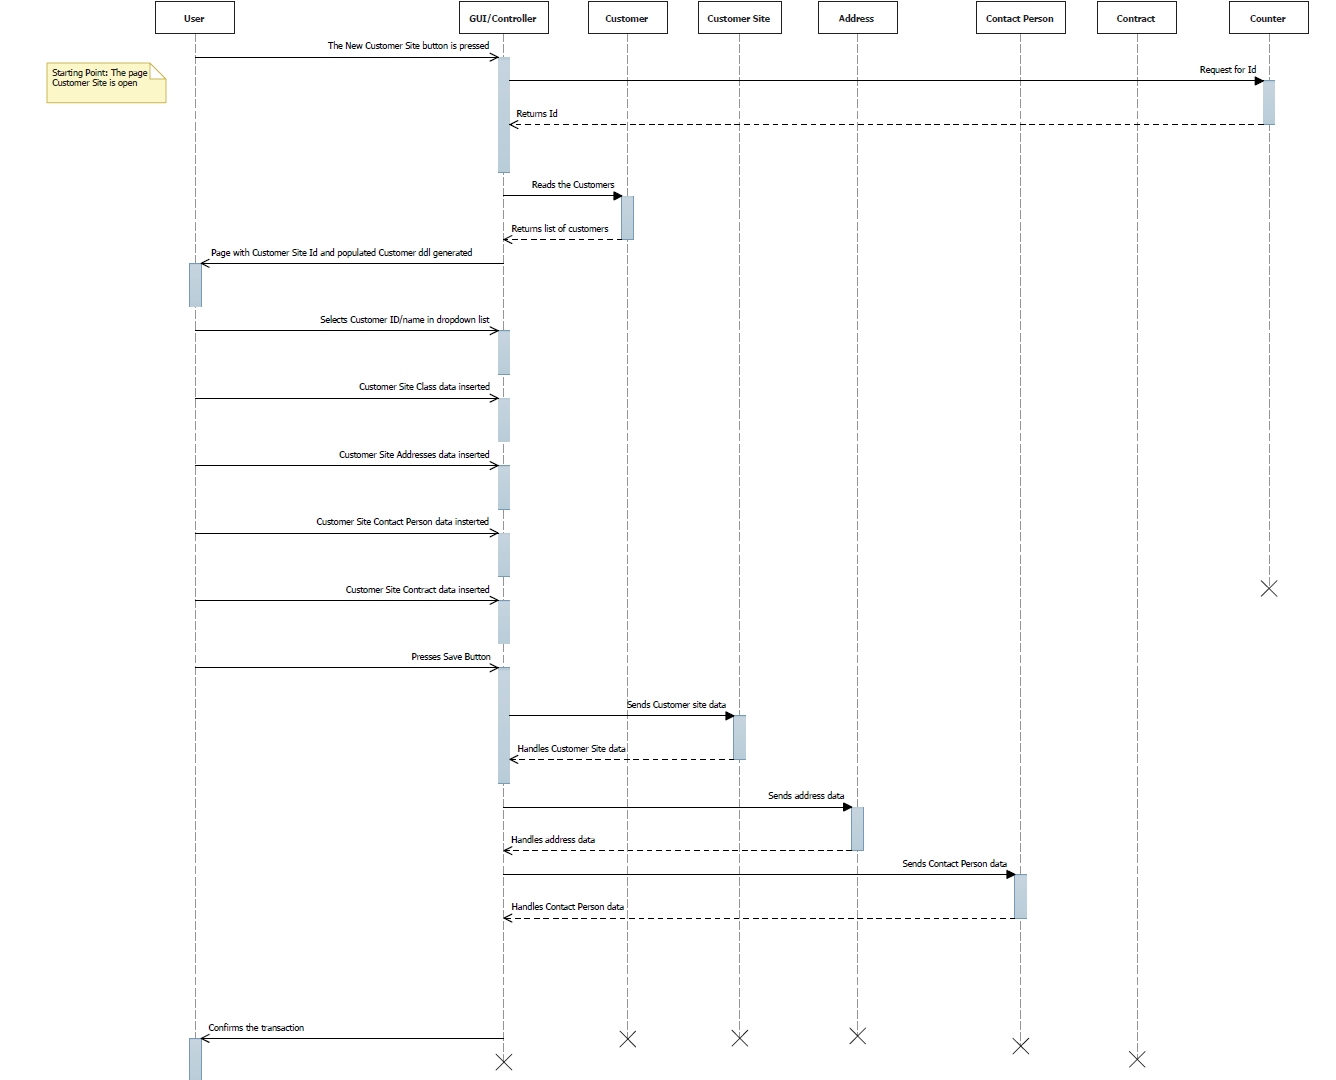 User
GUI/Controller
Customer
Customer Site
Address
Contact Person
Contract
Counter
The New Customer Site button is pressed
Starting Point: The page
Customer Site is open
Request for Id
Returns Id
Reads the Customers
Returns list of customers
Page with Customer Site Id and populated Customer ddl generated
Selects Customer ID/name in dropdown list
Customer Site Class data inserted
Customer Site Addresses data inserted
Customer Site Contact Person data insterted
Customer Site Contract data inserted
Presses Save Button
Sends Customer site data
Handles Customer Site data
Sends address data
Handles address data
Sends Contact Person data
Handles Contact Person data
Confirms the transaction